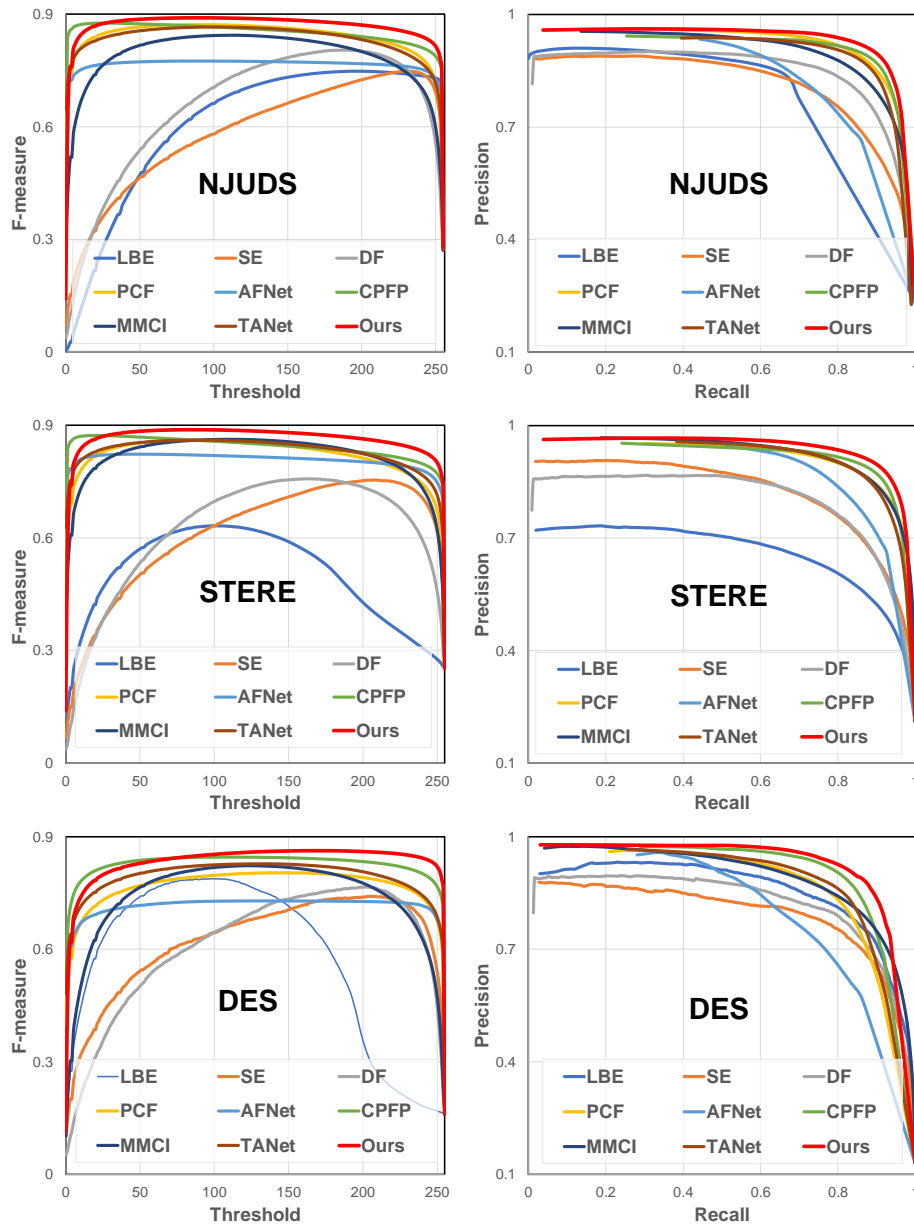 0.9
0.6
0.3
0
F-measure
NJUDS
LBE SE DF
PCF AFNet CPFP
MMCI TANet Ours
0 50 100 150 200 250
Threshold
1
0.7
0.4
0.1
Precision
NJUDS
LBE SE DF
PCF AFNet CPFP
MMCI TANet Ours
0 0.2 0.4 0.6 0.8 1
Recall
0.9
0.6
0.3
0
F-measure
STERE
LBE SE DF
PCF AFNet CPFP
MMCI TANet Ours
0 50 100 150 200 250
Threshold
1
0.7
0.4
0.1
Precision
STERE
LBE SE DF
PCF AFNet CPFP
MMCI TANet Ours
0 0.2 0.4 0.6 0.8 1
Recall
0.9
0.6
0.3
0
F-measure
DES
LBE SE DF
PCF AFNet CPFP
MMCI TANet Ours
0 50 100 150 200 250
Threshold
1
0.7
0.4
0.1
Precision
DES
LBE SE DF
PCF AFNet CPFP
MMCI TANet Ours
0 0.2 0.4 0.6 0.8 1
Recall